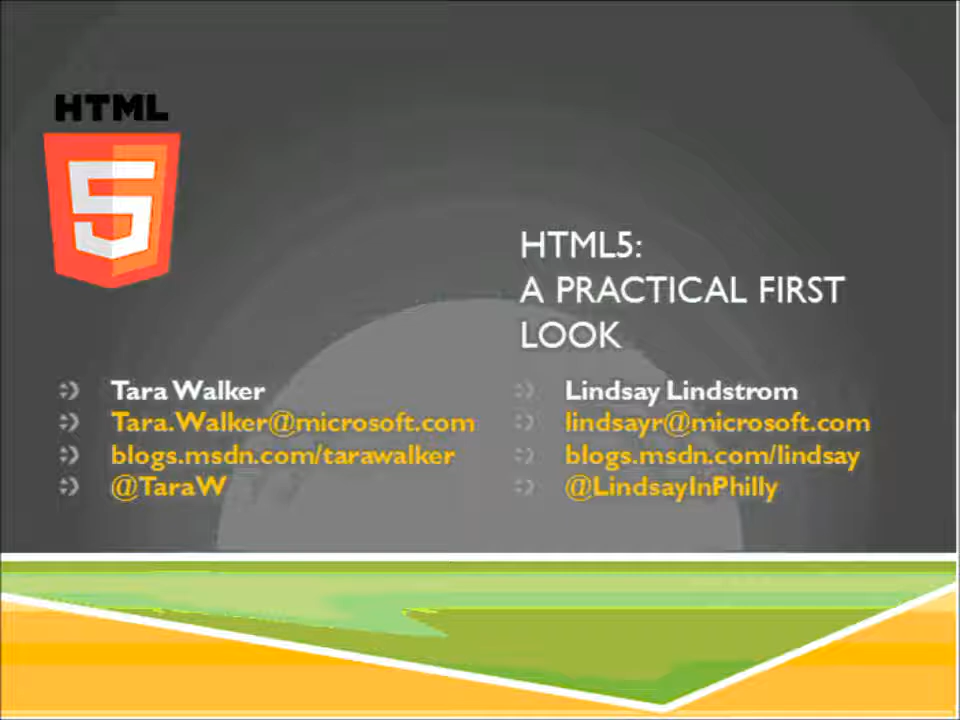 HTML
5
HTML5:
A PRACTICAL FIRST
LOOK
Tara Walker
Tara.Walker@microsoft.com
blogs.msdn.com/tarawalker
@TaraW
Lindsay Lindstrom
lindsayr@microsoft.com
blogs.msdn.com/lindsay
@LindsayInPhilly